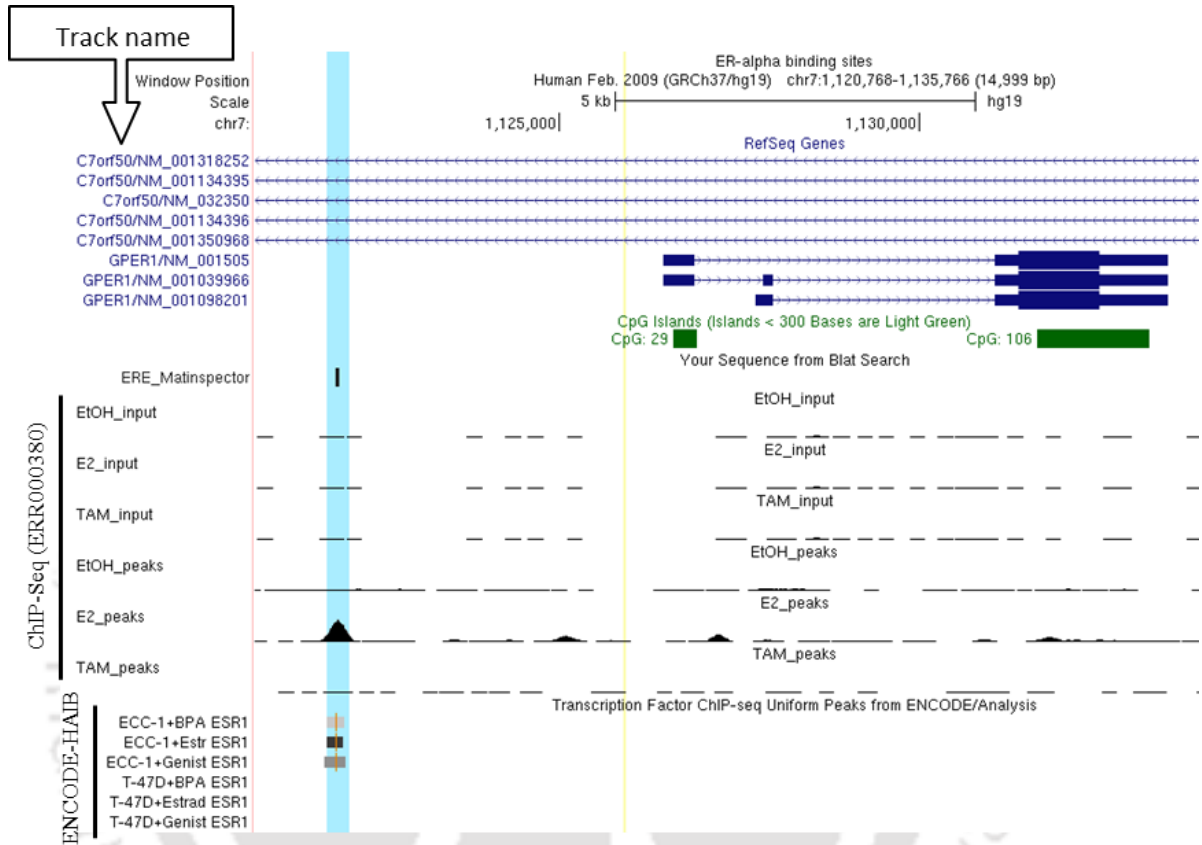 Track name
ER-alpha binding sites
Window Position Human Feb. 2009 (GRCh37/hg19) chr7:1,120,768-1,135,766 (14,999 bp)
Scale 5 kb hg19
chr7: 1,125,000 1,130,000
RefSeq Genes
C7orf50/NM_001318252
C7orf50/NM_001134395
C7orf50/NM_032350
C7orf50/NM_001134396
C7orf50/NM_001350968
GPER1/NM_001505
GPER1/NM_001039966
GPER1/NM_001098201
CpG Islands (Islands < 300 Bases are Light Green)
CpG: 29 CpG: 106
Your Sequence from Blat Search
ERE_Matinspector
ChIP-Seq (ERR000380)
EtOH_input EtOH_input
E2_input E2_input
TAM_input TAM_input
EtOH_peaks EtOH_peaks
E2_peaks E2_peaks
TAM_peaks TAM_peaks
Transcription Factor ChIP-seq Uniform Peaks from ENCODE/Analysis
ENCODE-HAIB
ECC-1+BPA ESR1
ECC-1+Estr ESR1
ECC-1+Genist ESR1
T-47D+BPA ESR1
T-47D+Estrad ESR1
T-47D+Genist ESR1